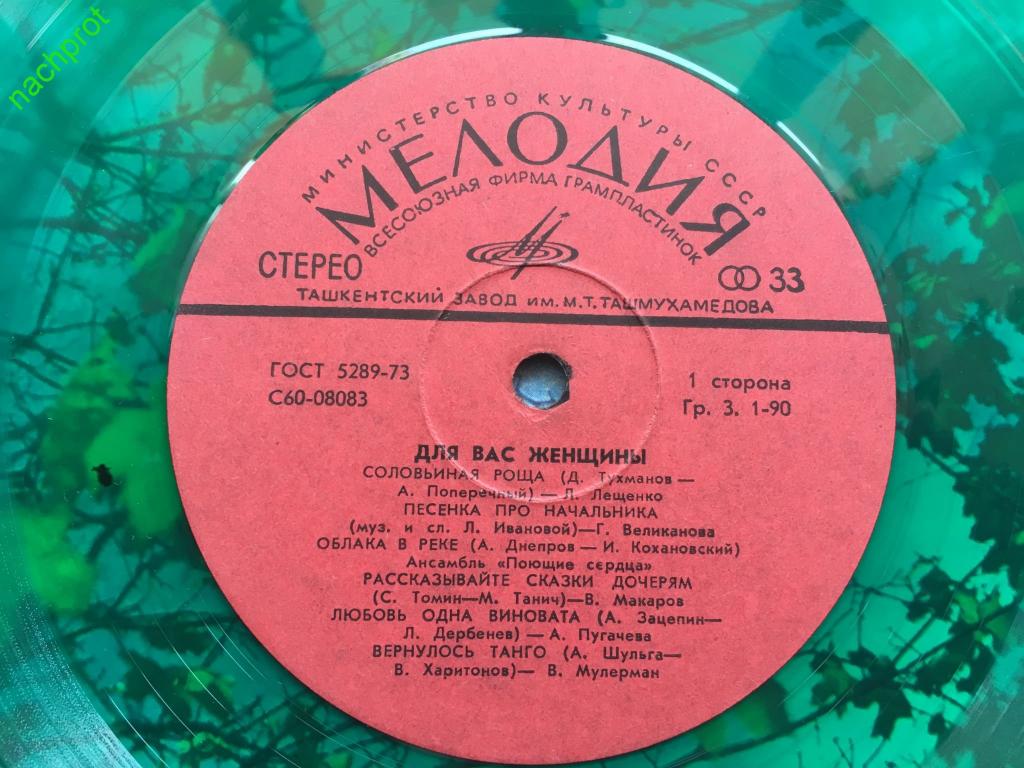 nachprot
МИНИСТЕРСТВО КУЛЬТУРЫ СССР
МЕЛОДИЯ
ВСЕСОЮЗНАЯ ФИРМА ГРАМПЛАСТИНОК
СТЕРЕО
33
ТАШКЕНТСКИЙ ЗАВОД ИМ. М.Т. ТАШМУХАМЕДОВА
ГОСТ 5289-73
С60-08083
1 сторона
Гр. 3. 1-90
ДЛЯ ВАС ЖЕНЩИНЫ
СОЛОВЬИНАЯ РОЩА (Д. Тухманов —
А. Поперечный) — Л. Лещенко
ПЕСЕНКА ПРО НАЧАЛЬНИКА
(муз. и сл. Л. Ивановой) — Г. Великанова
ОБЛАКА В РЕКЕ (А. Днепров — И. Кохановский)
Ансамбль «Поющие сердца»
РАССКАЗЫВАЙТЕ СКАЗКИ ДОЧЕРЯМ
(С. Томин—М. Танич)—В. Макаров
ЛЮБОВЬ ОДНА ВИНОВАТА (А. Зацепин—
Л. Дербенев) — А. Пугачева
ВЕРНУЛОСЬ ТАНГО (А. Шульга—
В. Харитонов) — В. Мулерман